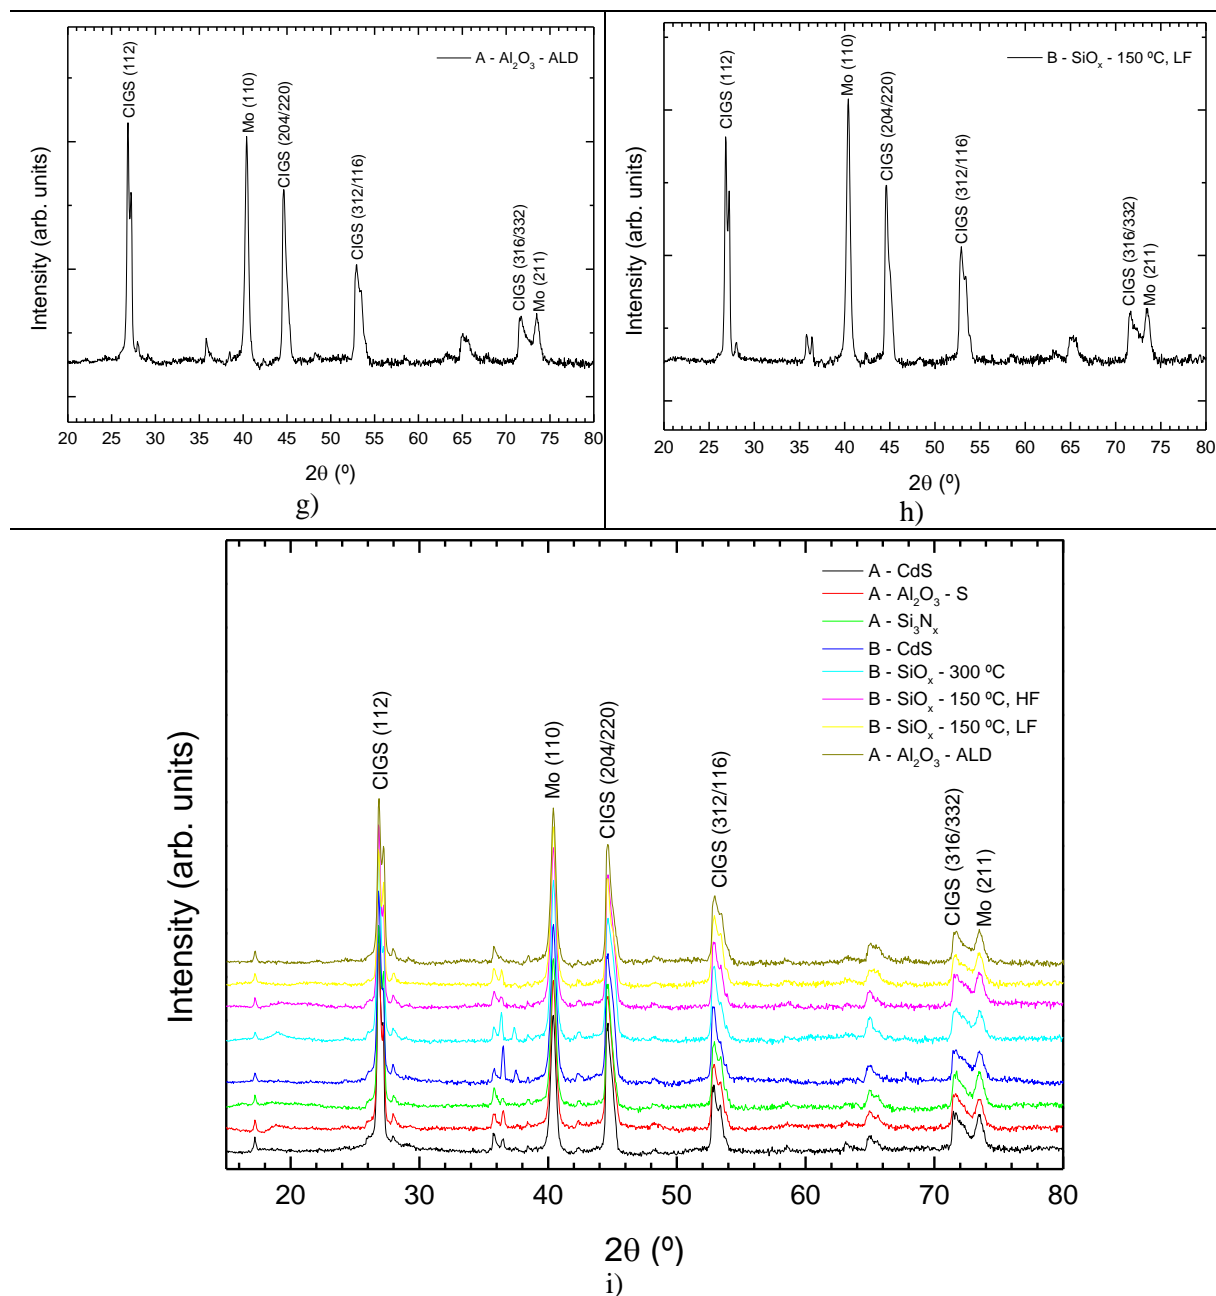 A - Al₂O₃ - ALD
CIGS (112)
Mo (110)
CIGS (204/220)
CIGS (312/116)
CIGS (316/332)
Mo (211)
Intensity (arb. units)
20 25 30 35 40 45 50 55 60 65 70 75 80
2θ (º)
g)
B - SiOₓ - 150 ºC, LF
CIGS (112)
Mo (110)
CIGS (204/220)
CIGS (312/116)
CIGS (316/332)
Mo (211)
Intensity (arb. units)
20 25 30 35 40 45 50 55 60 65 70 75 80
2θ (º)
h)
A - CdS
A - Al₂O₃ - S
A - Si₃Nₓ
B - CdS
B - SiOₓ - 300 ºC
B - SiOₓ - 150 ºC, HF
B - SiOₓ - 150 ºC, LF
A - Al₂O₃ - ALD
CIGS (112)
Mo (110)
CIGS (204/220)
CIGS (312/116)
CIGS (316/332)
Mo (211)
Intensity (arb. units)
20 30 40 50 60 70 80
2θ (º)
i)